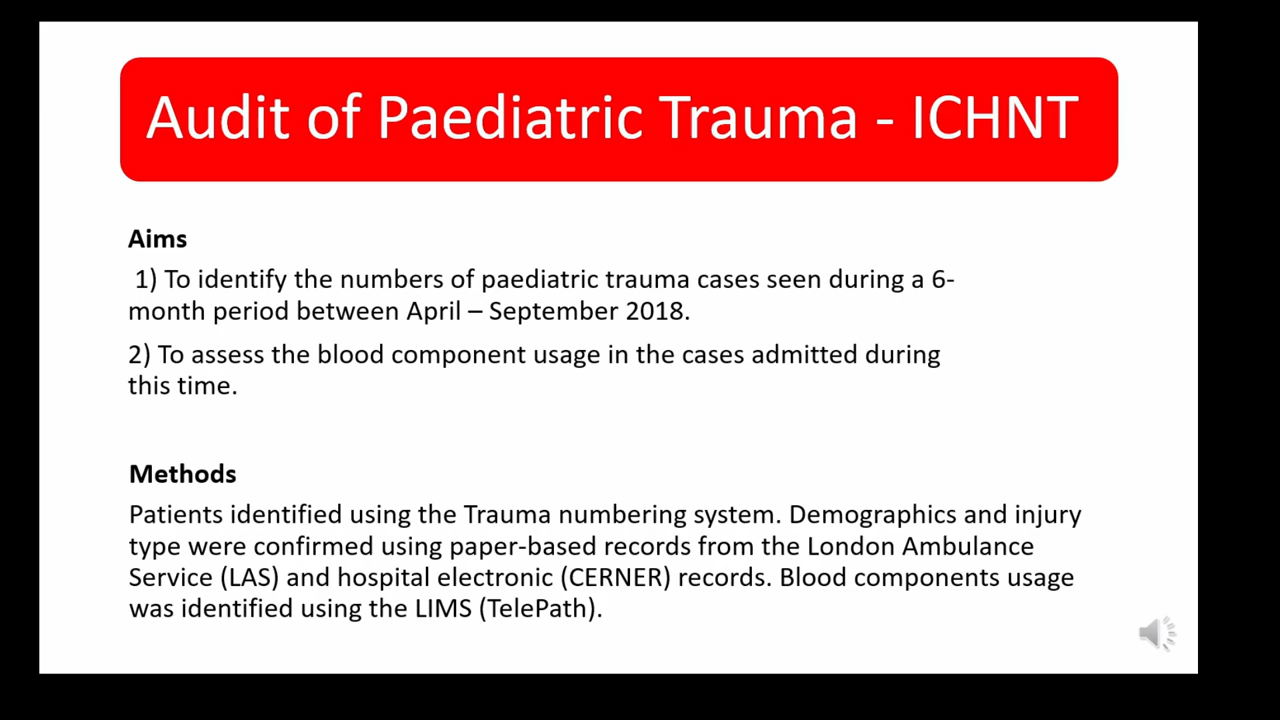 Audit of Paediatric Trauma - ICHNT
Aims
1) To identify the numbers of paediatric trauma cases seen during a 6-
month period between April – September 2018.
2) To assess the blood component usage in the cases admitted during
this time.
Methods
Patients identified using the Trauma numbering system. Demographics and injury
type were confirmed using paper-based records from the London Ambulance
Service (LAS) and hospital electronic (CERNER) records. Blood components usage
was identified using the LIMS (TelePath).